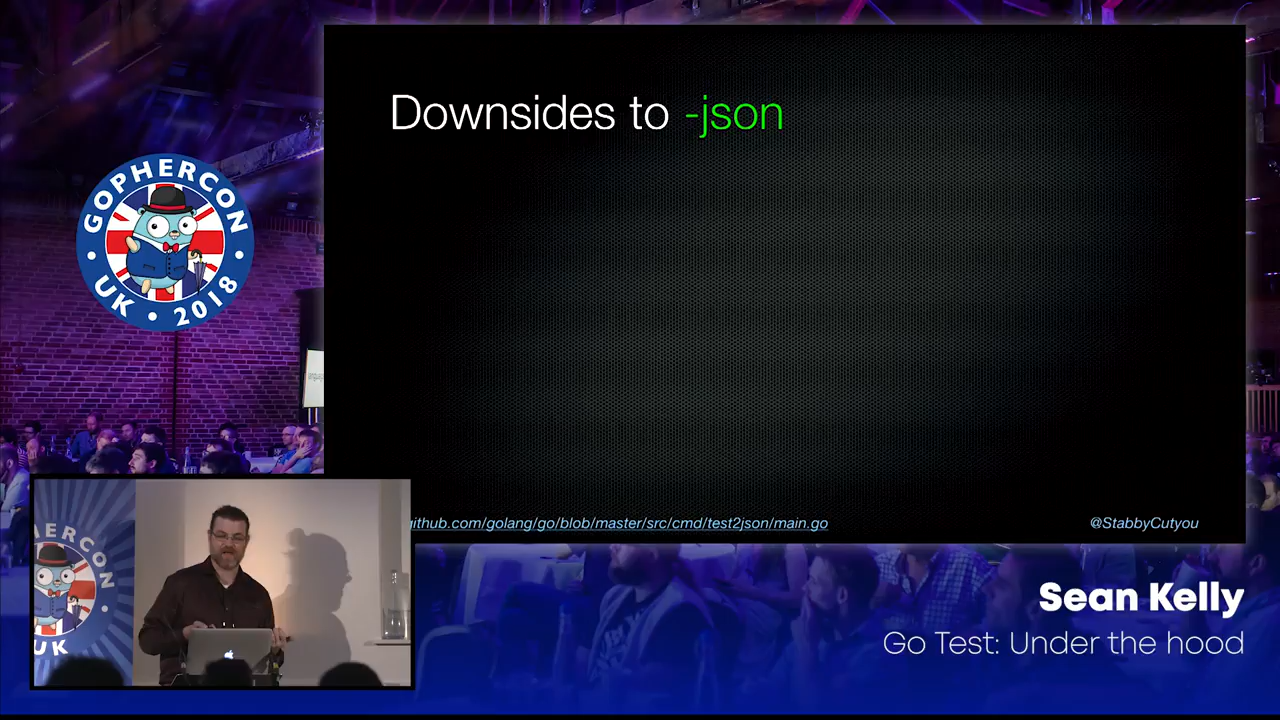 Downsides to -json
GOPHERCON
UK • 2018
github.com/golang/go/blob/master/src/cmd/test2json/main.go
@StabbyCutyou
UK
Sean Kelly
Go Test: Under the hood